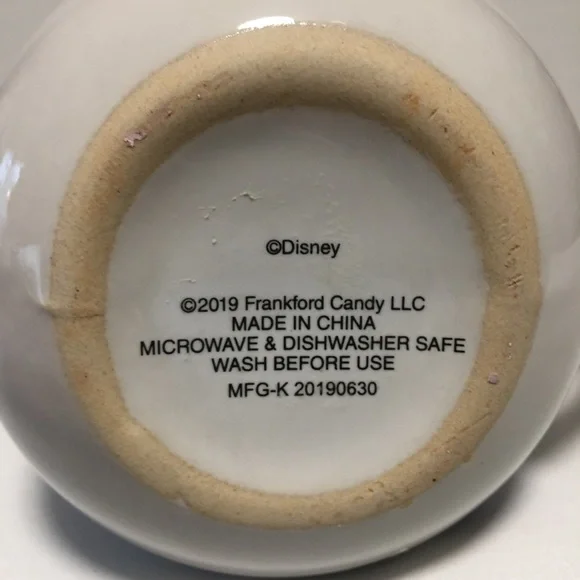 ©Disney
©2019 Frankford Candy LLC
MADE IN CHINA
MICROWAVE & DISHWASHER SAFE
WASH BEFORE USE
MFG-K 20190630